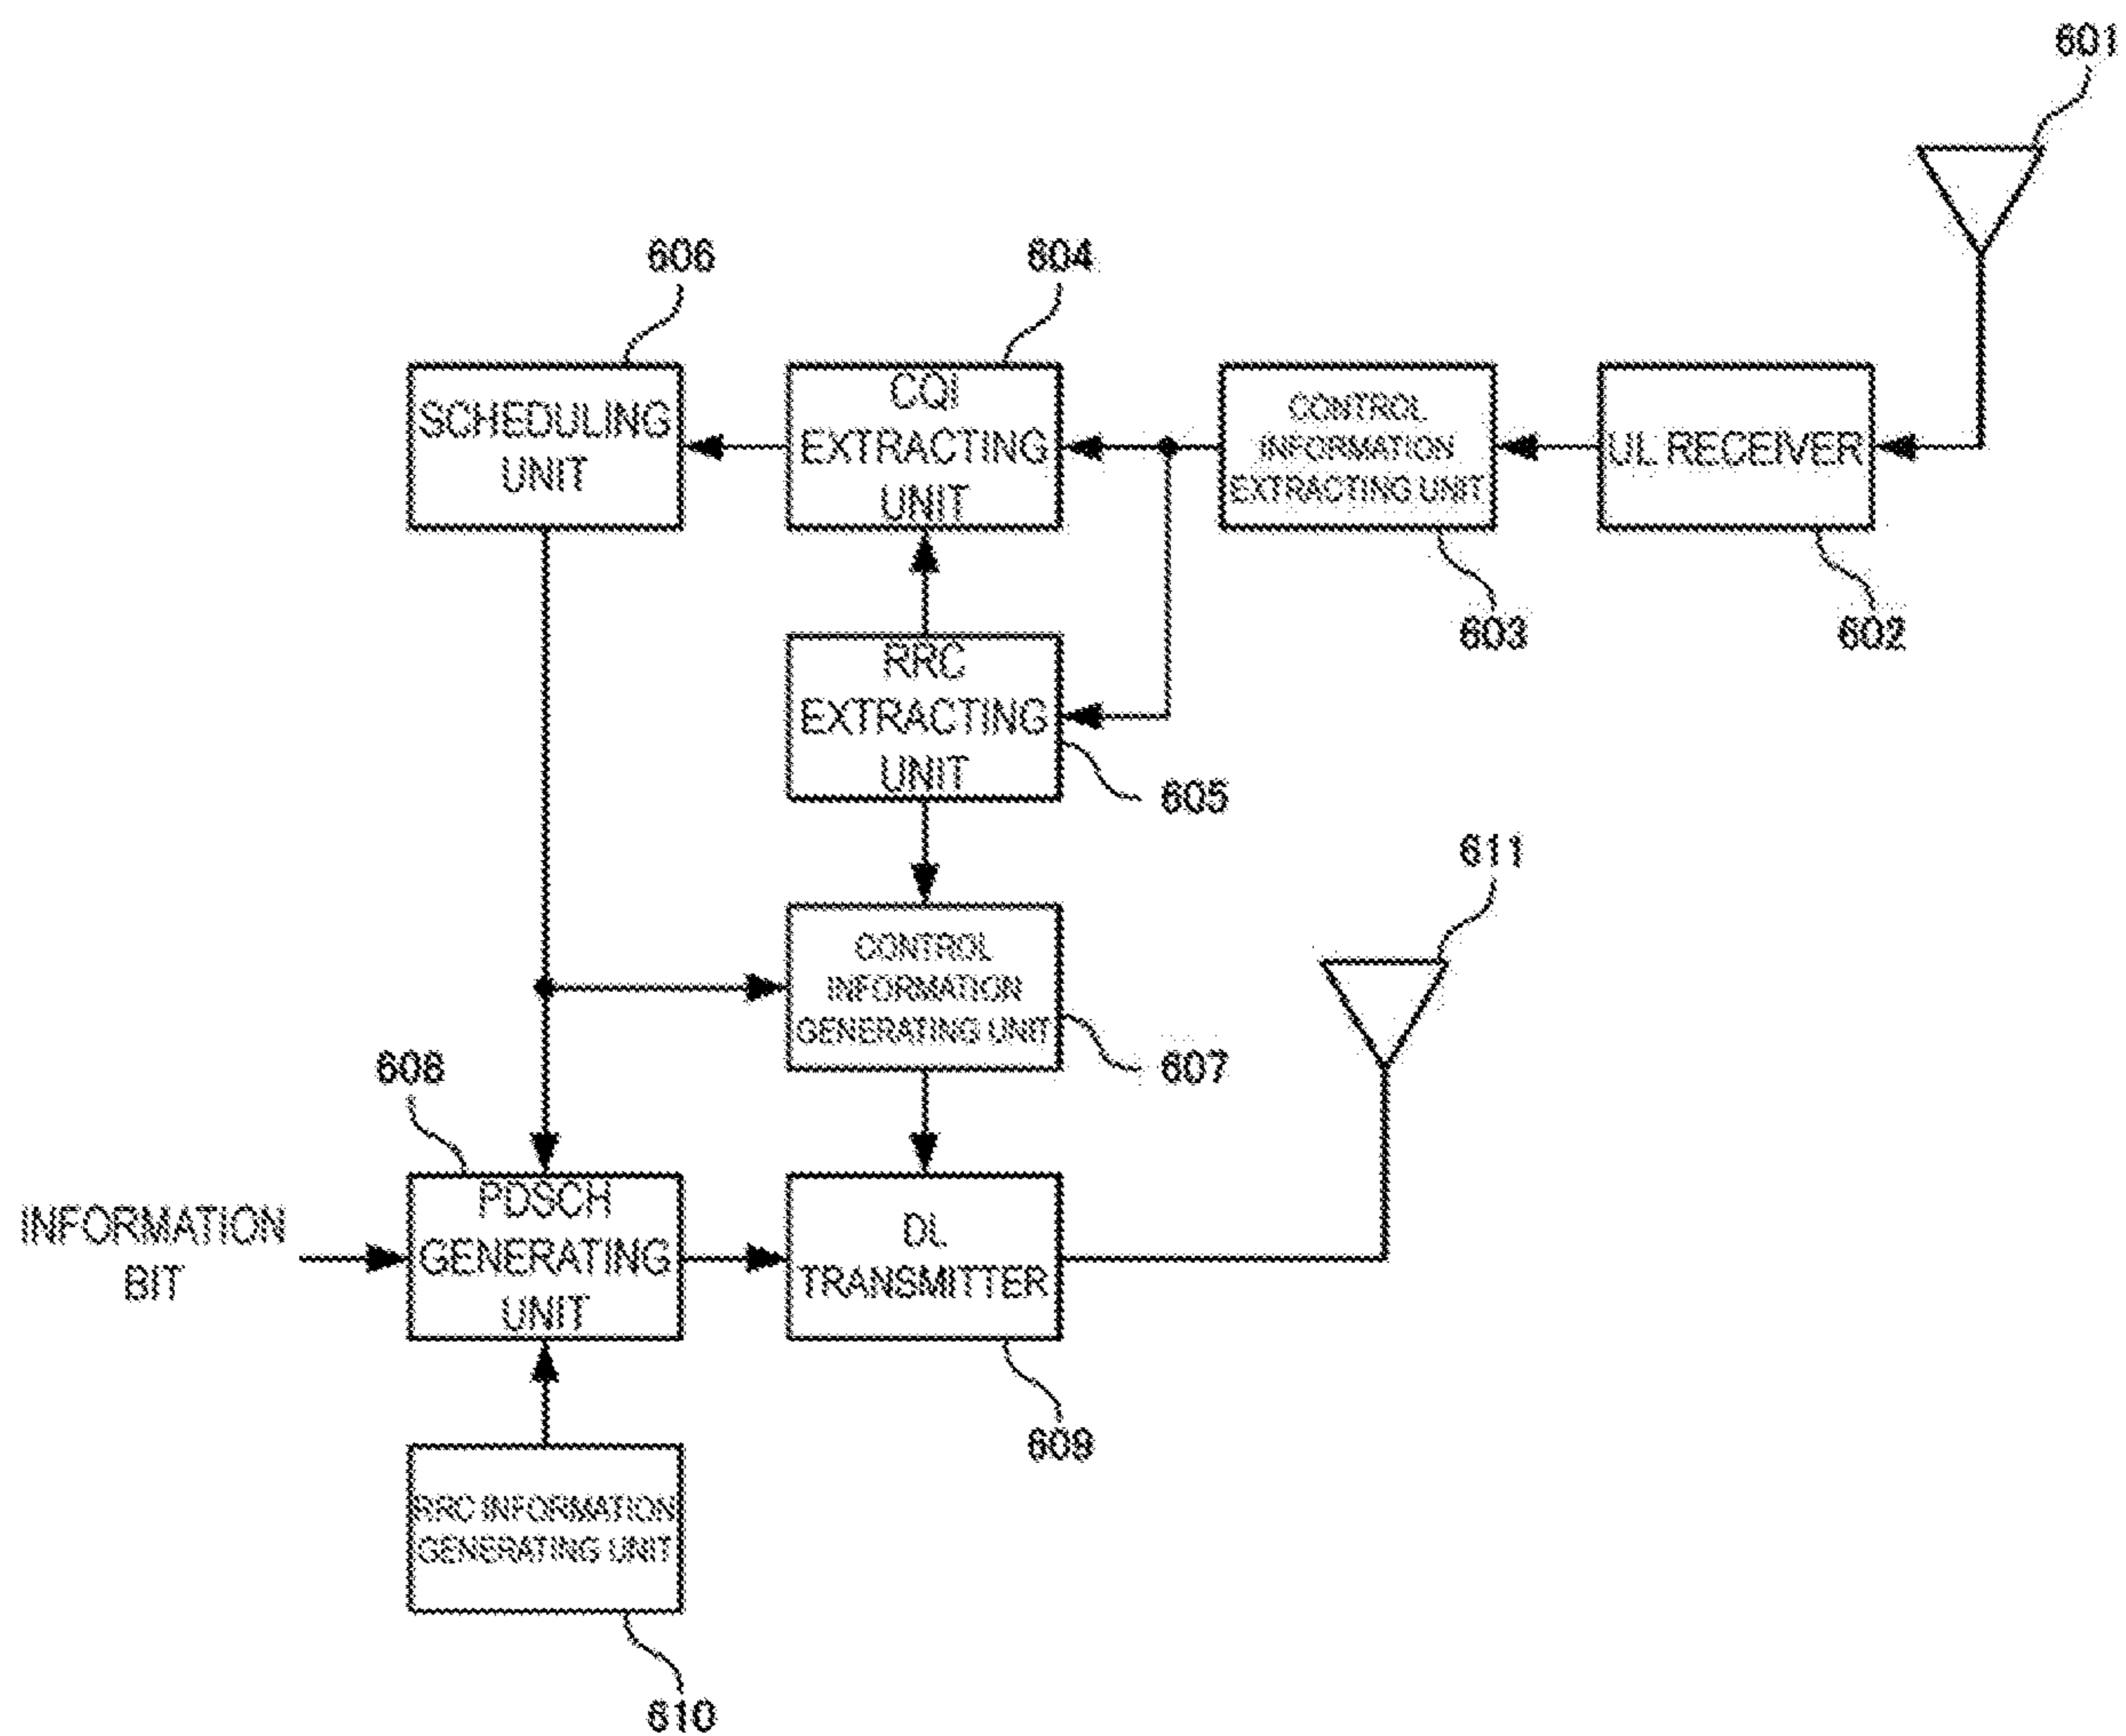 601
606
604
SCHEDULING
UNIT
CQI
EXTRACTING
UNIT
CONTROL
INFORMATION
EXTRACTING UNIT
UL RECEIVER
603
602
RRC
EXTRACTING
UNIT
605
611
CONTROL
INFORMATION
GENERATING UNIT
607
608
INFORMATION
BIT
PDSCH
GENERATING
UNIT
DL
TRANSMITTER
609
RRC INFORMATION
GENERATING UNIT
610